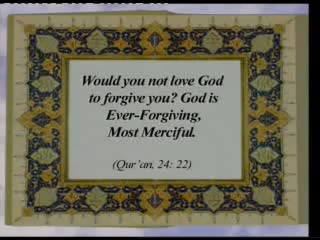 Would you not love God
to forgive you? God is
Ever-Forgiving,
Most Merciful.
(Qur'an, 24: 22)